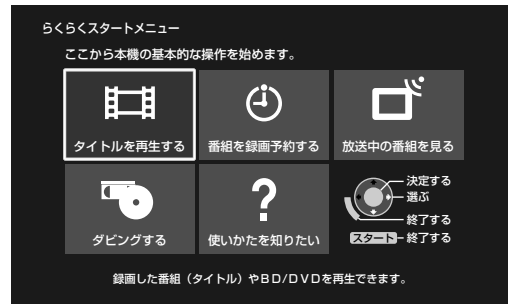 らくらくスタートメニュー
ここから本機の基本的な操作を始めます。
タイトルを再生する
番組を録画予約する
放送中の番組を見る
ダビングする
使いかたを知りたい
決定する
選ぶ
終了する
スタート 終了する
録画した番組（タイトル）やBD/DVDを再生できます。